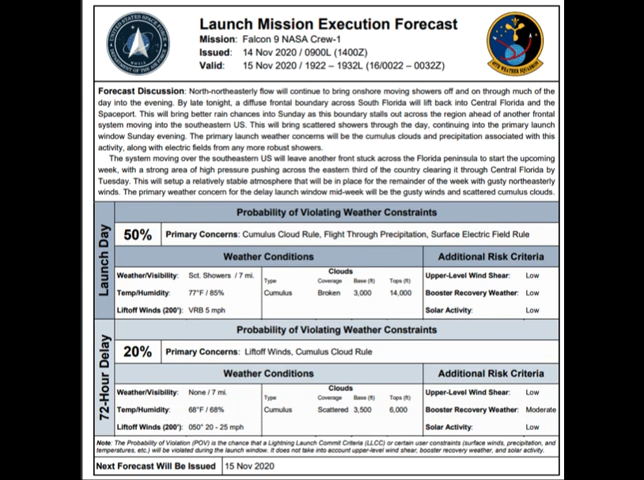 Launch Mission Execution Forecast
Mission: Falcon 9 NASA Crew-1
Issued: 14 Nov 2020 / 0900L (1400Z)
Valid: 15 Nov 2020 / 1922 – 1932L (16/0022 – 0032Z)
Forecast Discussion: North-northeasterly flow will continue to bring onshore moving showers off and on through much of the
day into the evening. By late tonight, a diffuse frontal boundary across South Florida will lift back into Central Florida and the
Spaceport. This will bring better rain chances into Sunday as this boundary stalls out across the region ahead of another frontal
system moving into the southeastern US. This will bring scattered showers through the day, continuing into the primary launch
window Sunday evening. The primary launch weather concerns will be the cumulus clouds and precipitation associated with this
activity, along with electric fields from any more robust showers.
The system moving over the southeastern US will leave another front stuck across the Florida peninsula to start the upcoming
week, with a strong area of high pressure pushing across the eastern third of the country clearing it through Central Florida by
Tuesday. This will setup a relatively stable atmosphere that will be in place for the remainder of the week with gusty northeasterly
winds. The primary weather concern for the delay launch window mid-week will be the gusty winds and scattered cumulus clouds.
Launch Day
Probability of Violating Weather Constraints
50% Primary Concerns: Cumulus Cloud Rule, Flight Through Precipitation, Surface Electric Field Rule
Weather Conditions Additional Risk Criteria
Weather/Visibility: Sct. Showers / 7 mi. Clouds Upper-Level Wind Shear: Low
Type Coverage Base (ft) Tops (ft)
Temp/Humidity: 77°F / 85% Cumulus Broken 3,000 14,000 Booster Recovery Weather: Low
Liftoff Winds (200'): VRB 5 mph Solar Activity: Low
72-Hour Delay
Probability of Violating Weather Constraints
20% Primary Concerns: Liftoff Winds, Cumulus Cloud Rule
Weather Conditions Additional Risk Criteria
Weather/Visibility: None / 7 mi. Clouds Upper-Level Wind Shear: Low
Type Coverage Base (ft) Tops (ft)
Temp/Humidity: 68°F / 68% Cumulus Scattered 3,500 6,000 Booster Recovery Weather: Moderate
Liftoff Winds (200'): 050° 20 - 25 mph Solar Activity: Low
Note: The Probability of Violation (POV) is the chance that a Lightning Launch Commit Criteria (LLCC) or certain user constraints (surface winds, precipitation, and
temperatures, etc.) will be violated during the launch window. It does not take into account upper-level wind shear, booster recovery weather, and solar activity.
Next Forecast Will Be Issued 15 Nov 2020